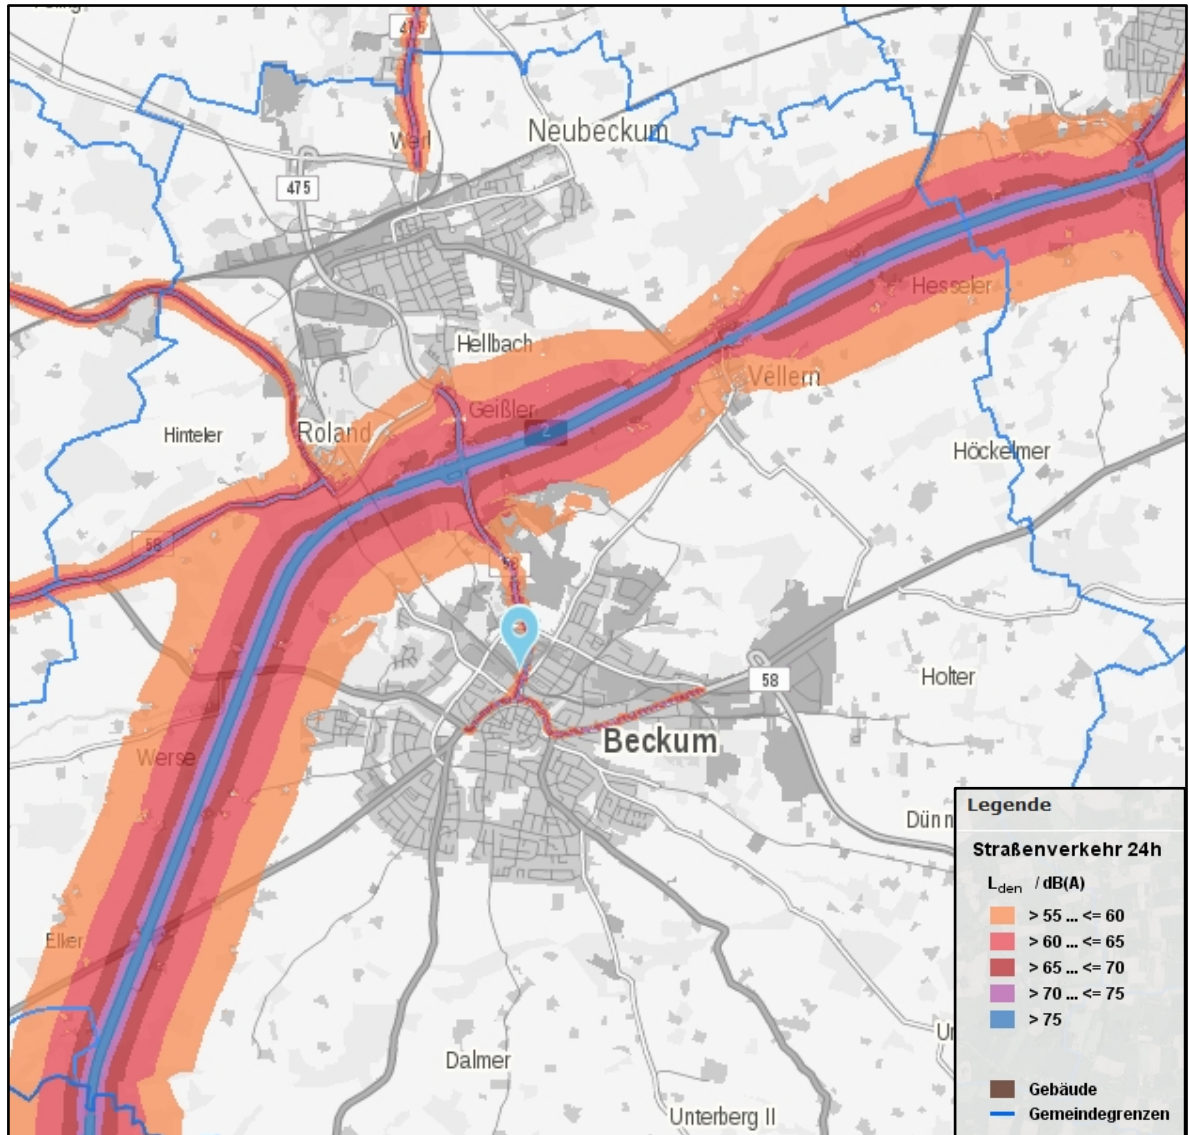 475
Werl
Neubeckum
475
Hesseler
Hellbach
Vellern
Geißler
2
Hinteler
Roland
Höckelmer
58
58
Holter
58
Beckum
Werse
Dünn
Elker
Dalmer
Unterberg II
Legende
Straßenverkehr 24h
Lden / dB(A)
> 55 ... <= 60
> 60 ... <= 65
> 65 ... <= 70
> 70 ... <= 75
> 75
Gebäude
Gemeindegrenzen